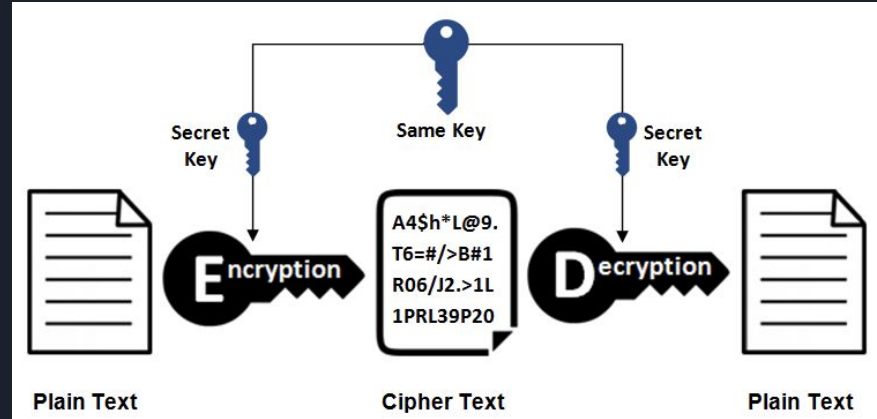 Same Key
Secret
Key
Secret
Key
Encryption
A4$h*L@9.
T6=#/>B#1
R06/J2.>1L
1PRL39P20
Decryption
Plain Text
Cipher Text
Plain Text